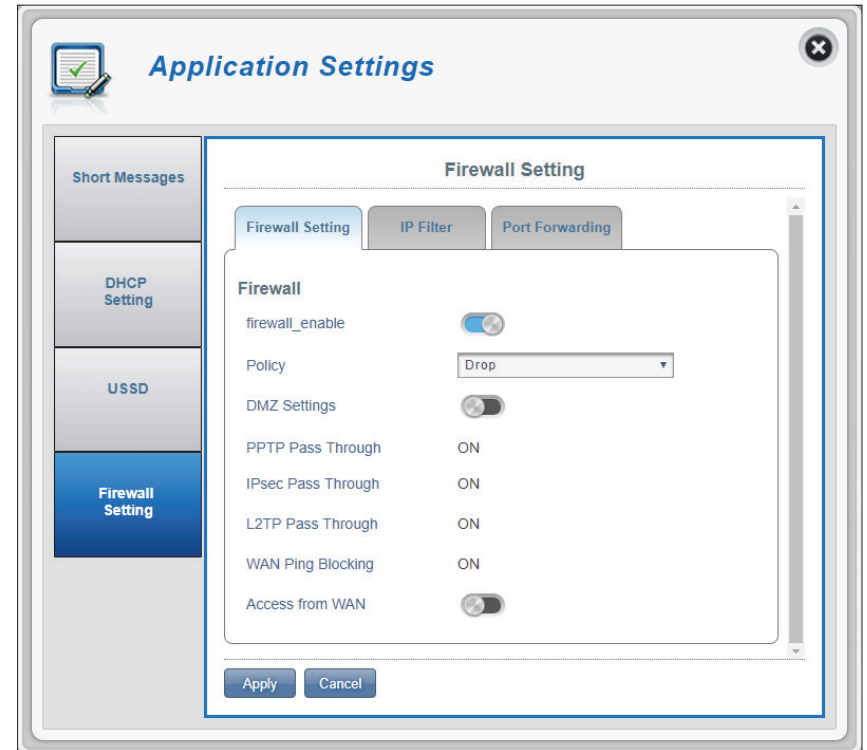 Application Settings
Short Messages
DHCP
Setting
USSD
Firewall
Setting
Firewall Setting
Firewall Setting
IP Filter
Port Forwarding
Firewall
firewall_enable
Policy
Drop
DMZ Settings
PPTP Pass Through
ON
IPsec Pass Through
ON
L2TP Pass Through
ON
WAN Ping Blocking
ON
Access from WAN
Apply
Cancel